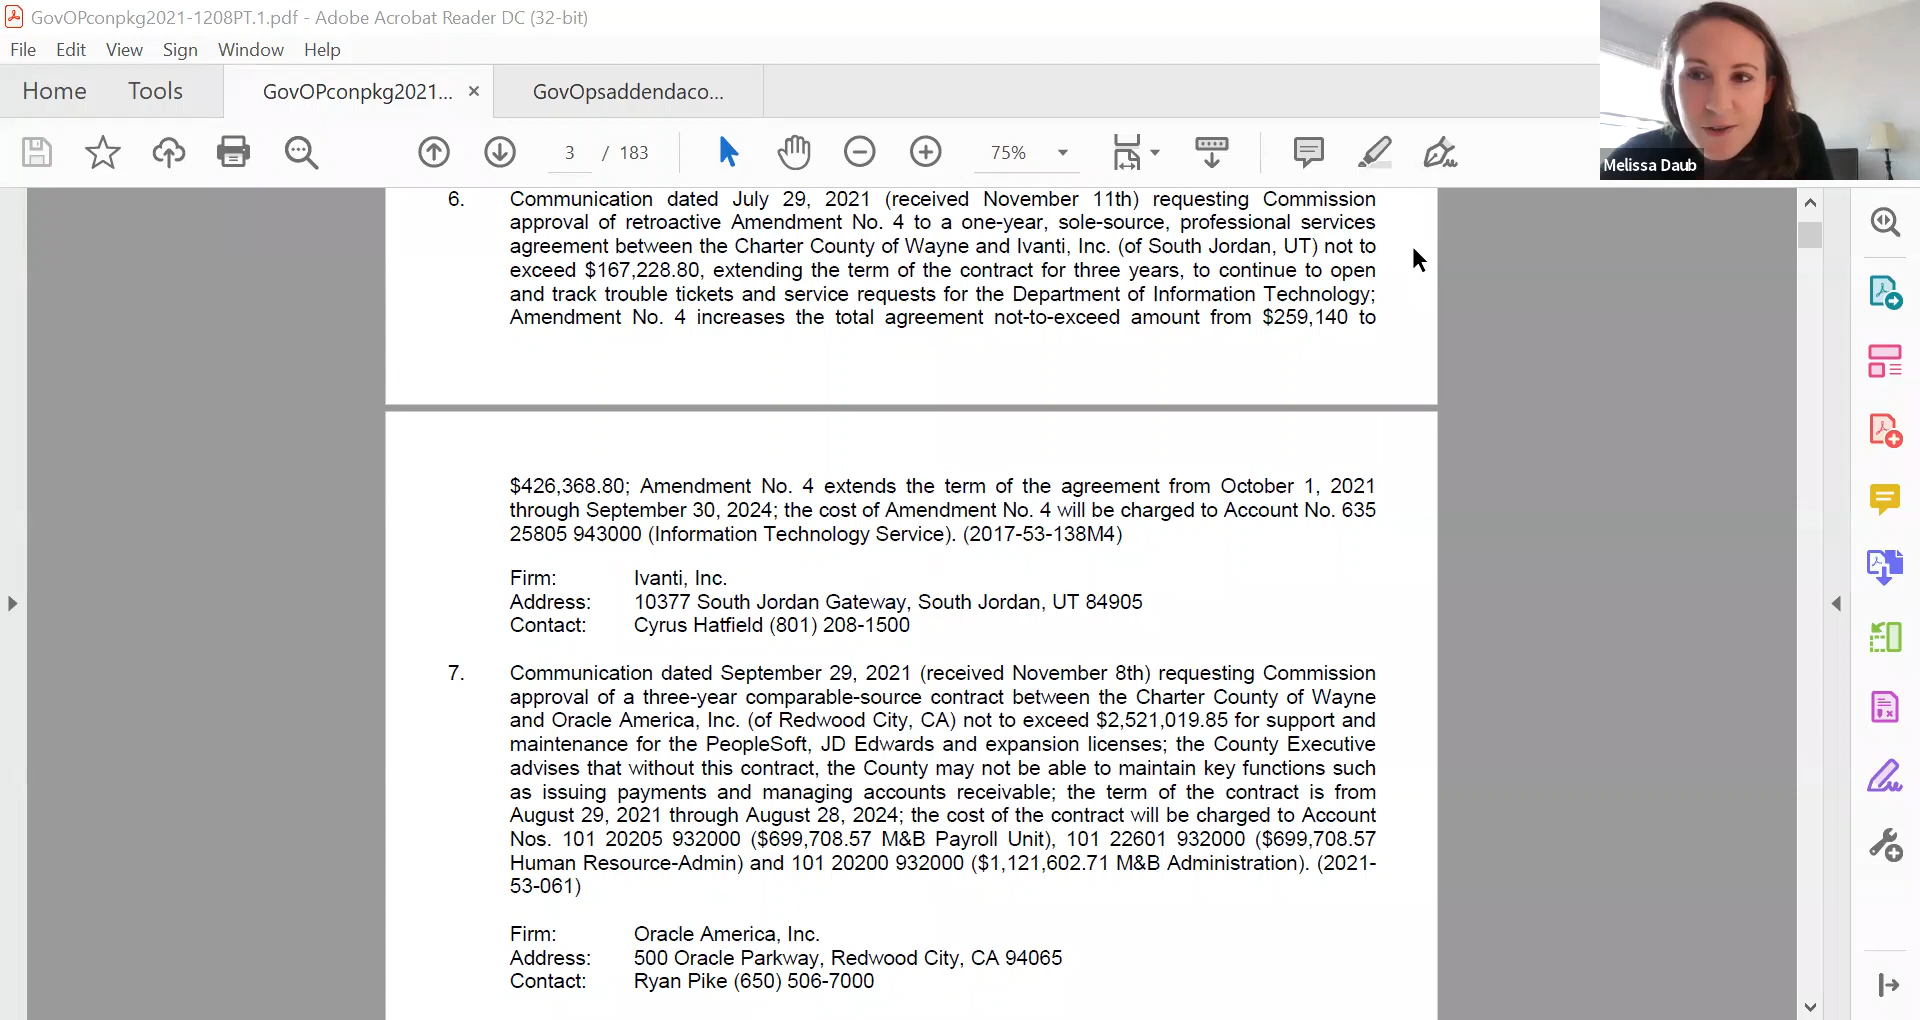 GovOPconpkg2021-1208PT.1.pdf - Adobe Acrobat Reader DC (32-bit)
File Edit View Sign Window Help
Home Tools GovOPconpkg2021... × GovOpsaddendaco...
3 / 183 75%
Melissa Daub
6. Communication dated July 29, 2021 (received November 11th) requesting Commission
approval of retroactive Amendment No. 4 to a one-year, sole-source, professional services
agreement between the Charter County of Wayne and Ivanti, Inc. (of South Jordan, UT) not to
exceed $167,228.80, extending the term of the contract for three years, to continue to open
and track trouble tickets and service requests for the Department of Information Technology;
Amendment No. 4 increases the total agreement not-to-exceed amount from $259,140 to
$426,368.80; Amendment No. 4 extends the term of the agreement from October 1, 2021
through September 30, 2024; the cost of Amendment No. 4 will be charged to Account No. 635
25805 943000 (Information Technology Service). (2017-53-138M4)
Firm: Ivanti, Inc.
Address: 10377 South Jordan Gateway, South Jordan, UT 84905
Contact: Cyrus Hatfield (801) 208-1500
7. Communication dated September 29, 2021 (received November 8th) requesting Commission
approval of a three-year comparable-source contract between the Charter County of Wayne
and Oracle America, Inc. (of Redwood City, CA) not to exceed $2,521,019.85 for support and
maintenance for the PeopleSoft, JD Edwards and expansion licenses; the County Executive
advises that without this contract, the County may not be able to maintain key functions such
as issuing payments and managing accounts receivable; the term of the contract is from
August 29, 2021 through August 28, 2024; the cost of the contract will be charged to Account
Nos. 101 20205 932000 ($699,708.57 M&B Payroll Unit), 101 22601 932000 ($699,708.57
Human Resource-Admin) and 101 20200 932000 ($1,121,602.71 M&B Administration). (2021-
53-061)
Firm: Oracle America, Inc.
Address: 500 Oracle Parkway, Redwood City, CA 94065
Contact: Ryan Pike (650) 506-7000